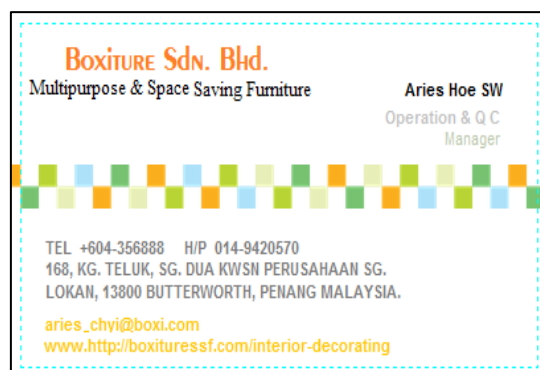 Boxiture Sdn. Bhd.
Multipurpose & Space Saving Furniture
Aries Hoe SW
Operation & Q C
Manager
TEL +604-356888 H/P 014-9420570
168, KG. TELUK, SG. DUA KWSN PERUSAHAAN SG.
LOKAN, 13800 BUTTERWORTH, PENANG MALAYSIA.
aries_chyi@boxi.com
www.http://boxituressf.com/interior-decorating